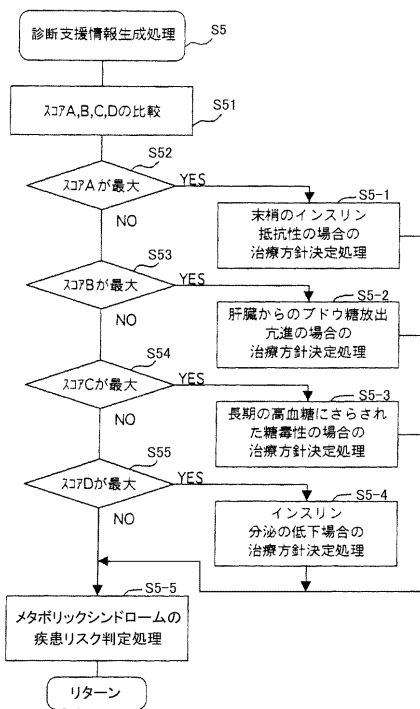 診断支援情報生成処理
S5
スコアA,B,C,Dの比較
S51
スコアAが最大
S52
YES
NO
S5-1
末梢のインスリン
抵抗性の場合の
治療方針決定処理
スコアBが最大
S53
YES
NO
S5-2
肝臓からのブドウ糖放出
亢進の場合の
治療方針決定処理
スコアCが最大
S54
YES
NO
S5-3
長期の高血糖にさらされ
た糖毒性の場合の
治療方針決定処理
スコアDが最大
S55
YES
NO
S5-4
インスリン
分泌の低下場合の
治療方針決定処理
S5-5
メタボリックシンドロームの
疾患リスク判定処理
リターン